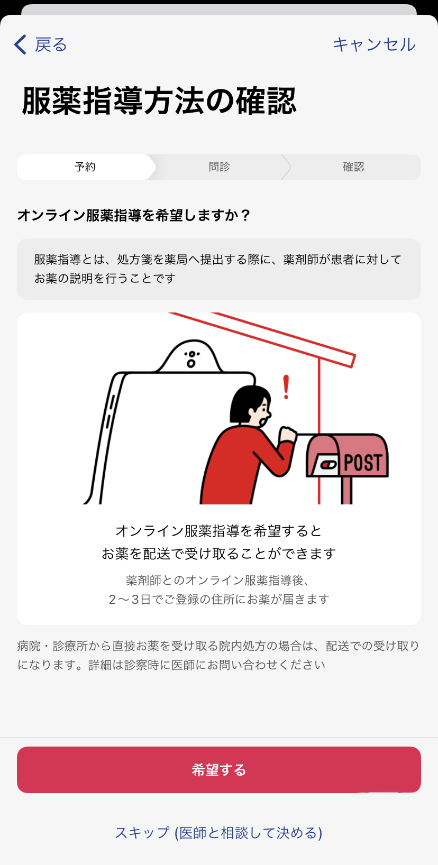 戻る
キャンセル
服薬指導方法の確認
予約
問診
確認
オンライン服薬指導を希望しますか？
服薬指導とは、処方箋を薬局へ提出する際に、薬剤師が患者に対して
お薬の説明を行うことです
!
POST
オンライン服薬指導を希望すると
お薬を配送で受け取ることができます
薬剤師とのオンライン服薬指導後、
2〜3日でご登録の住所にお薬が届きます
病院・診療所から直接お薬を受け取る院内処方の場合は、配送での受け取り
になります。詳細は診察時に医師にお問い合わせください
希望する
スキップ (医師と相談して決める)